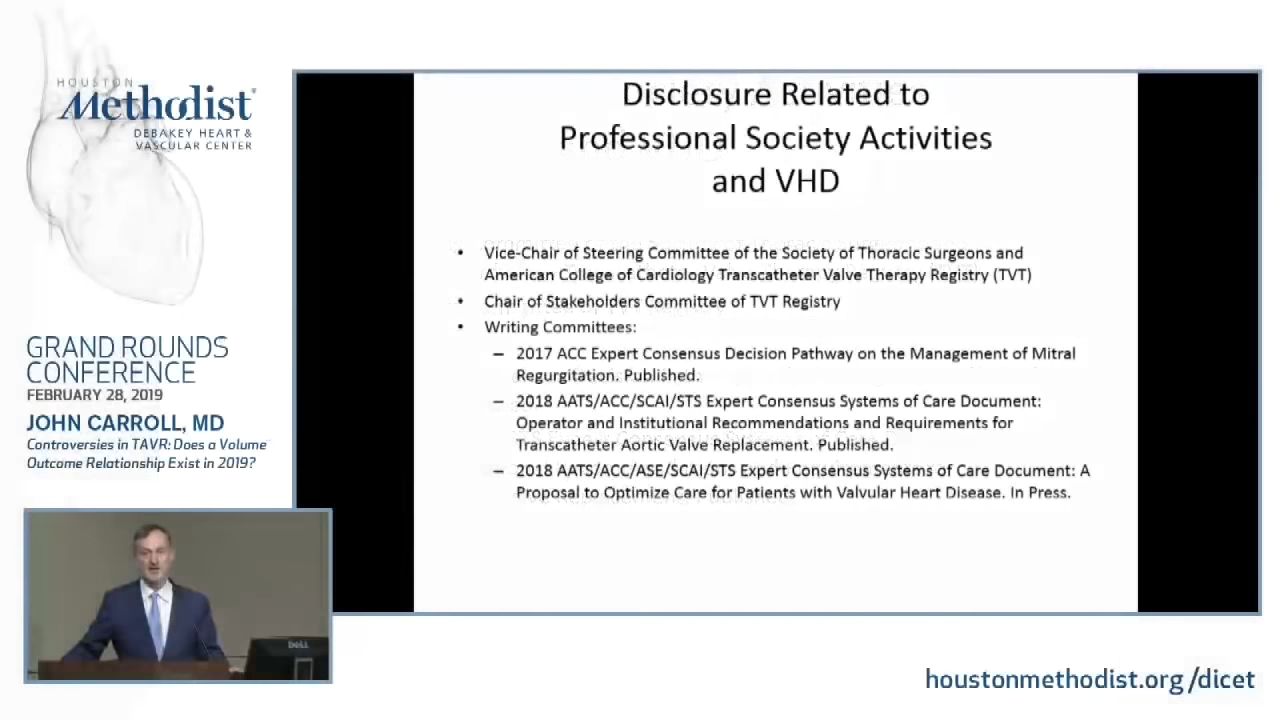 HOUSTON
Methodist®
DEBAKEY HEART &
VASCULAR CENTER
GRAND ROUNDS
CONFERENCE
FEBRUARY 28, 2019
JOHN CARROLL, MD
Controversies in TAVR: Does a Volume
Outcome Relationship Exist in 2019?
Disclosure Related to
Professional Society Activities
and VHD
• Vice-Chair of Steering Committee of the Society of Thoracic Surgeons and
American College of Cardiology Transcatheter Valve Therapy Registry (TVT)
• Chair of Stakeholders Committee of TVT Registry
• Writing Committees:
– 2017 ACC Expert Consensus Decision Pathway on the Management of Mitral
Regurgitation. Published.
– 2018 AATS/ACC/SCAI/STS Expert Consensus Systems of Care Document:
Operator and Institutional Recommendations and Requirements for
Transcatheter Aortic Valve Replacement. Published.
– 2018 AATS/ACC/ASE/SCAI/STS Expert Consensus Systems of Care Document: A
Proposal to Optimize Care for Patients with Valvular Heart Disease. In Press.
DELL
houstonmethodist.org/dicet